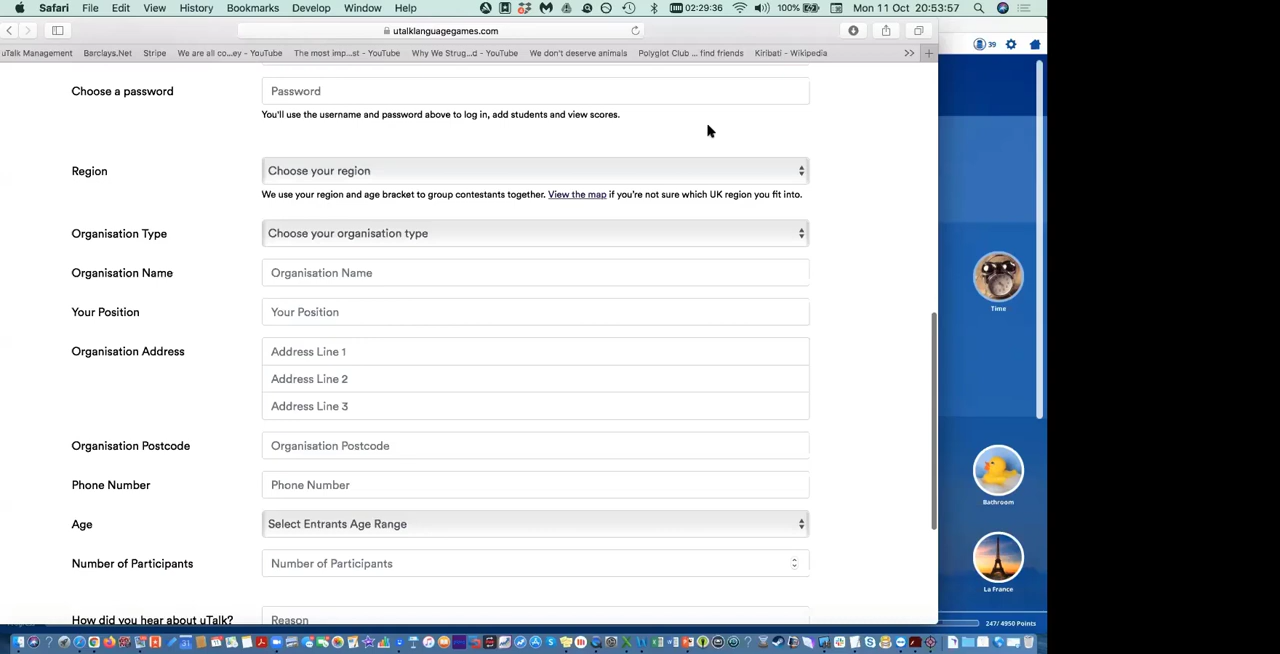 Safari File Edit View History Bookmarks Develop Window Help 02:29:36 100% Mon 11 Oct 20:53:57
utalklanguagegames.com
39
uTalk Management Barclays.Net Stripe We are all co...ey - YouTube The most imp...st - YouTube Why We Strug...d - YouTube We don't deserve animals Polyglot Club ... find friends Kiribati - Wikipedia
Choose a password Password
You'll use the username and password above to log in, add students and view scores.
Region Choose your region
We use your region and age bracket to group contestants together. View the map if you're not sure which UK region you fit into.
Organisation Type Choose your organisation type
Organisation Name Organisation Name
Time
Your Position Your Position
Organisation Address Address Line 1
Address Line 2
Address Line 3
Organisation Postcode Organisation Postcode
Phone Number Phone Number
Bathroom
Age Select Entrants Age Range
Number of Participants Number of Participants
La France
How did you hear about uTalk? Reason
247/ 4950 Points